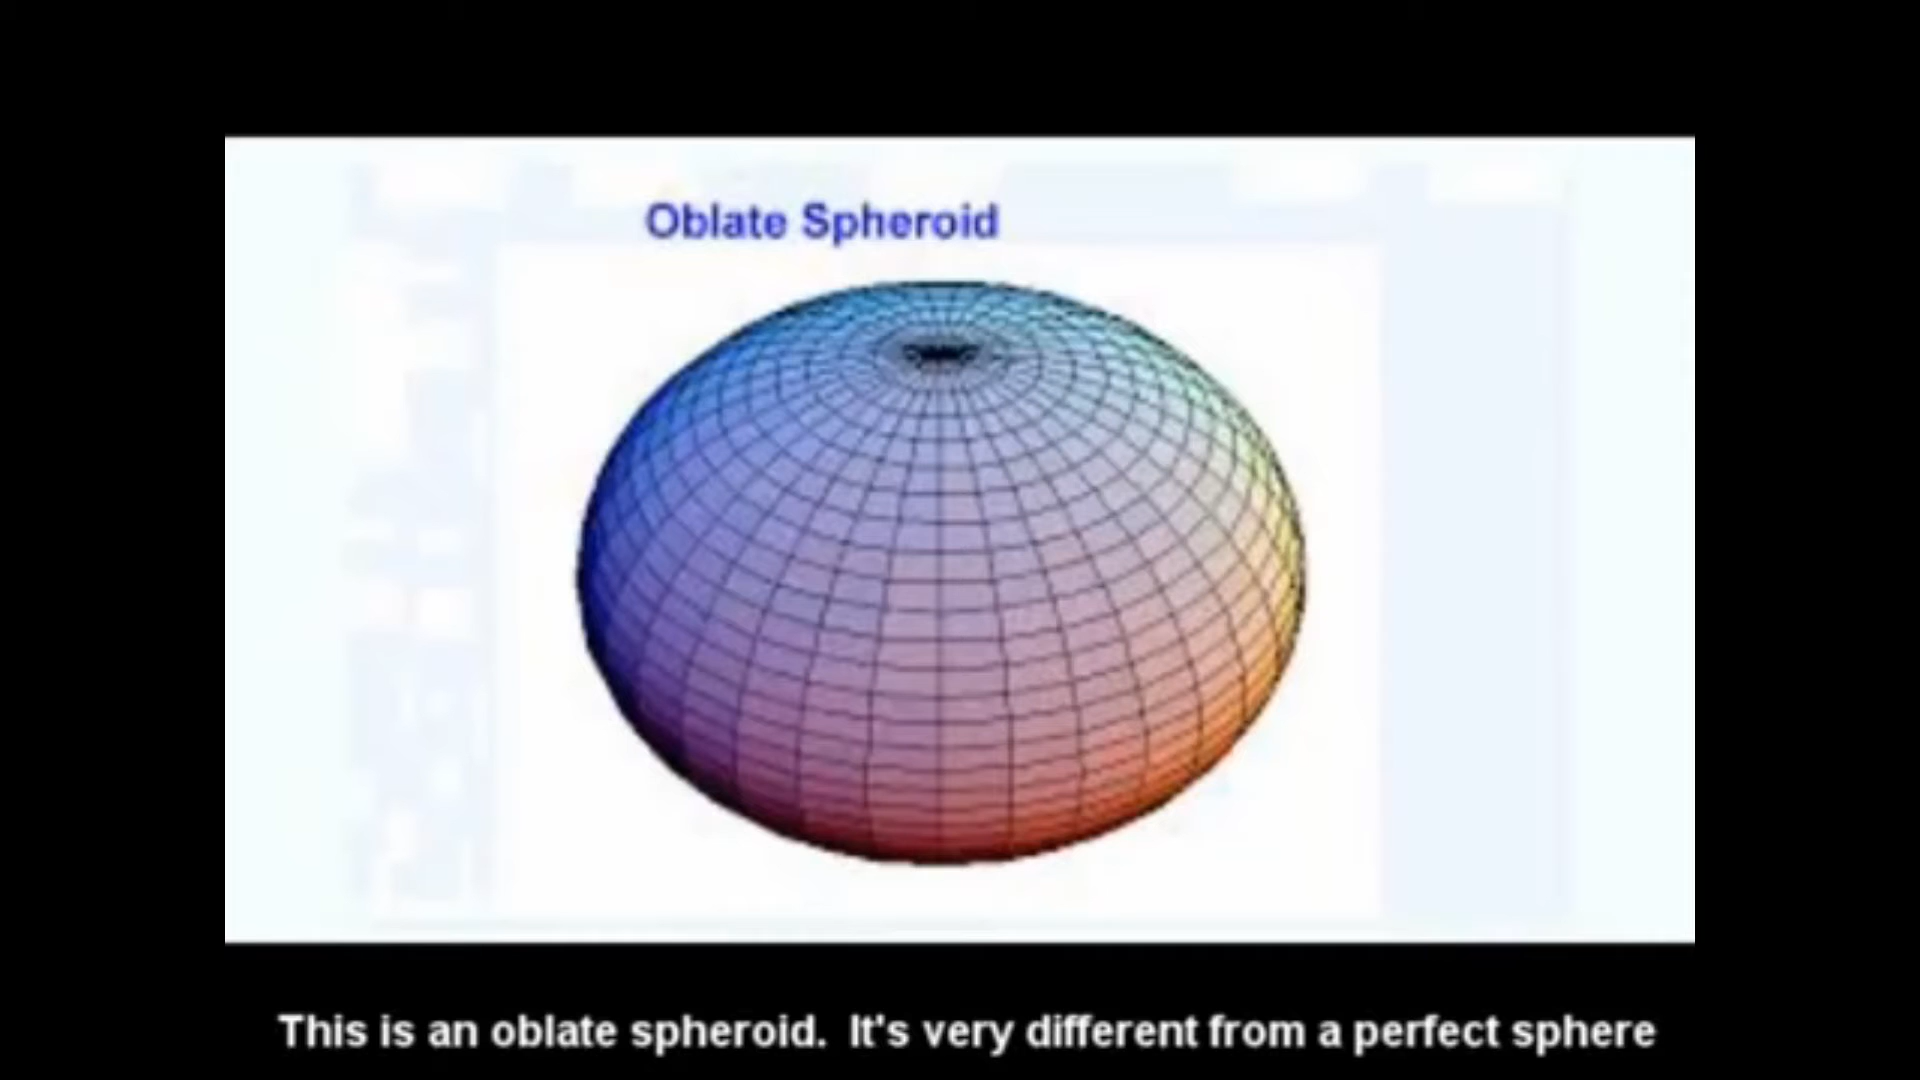 Oblate Spheroid
This is an oblate spheroid.  It's very different from a perfect sphere